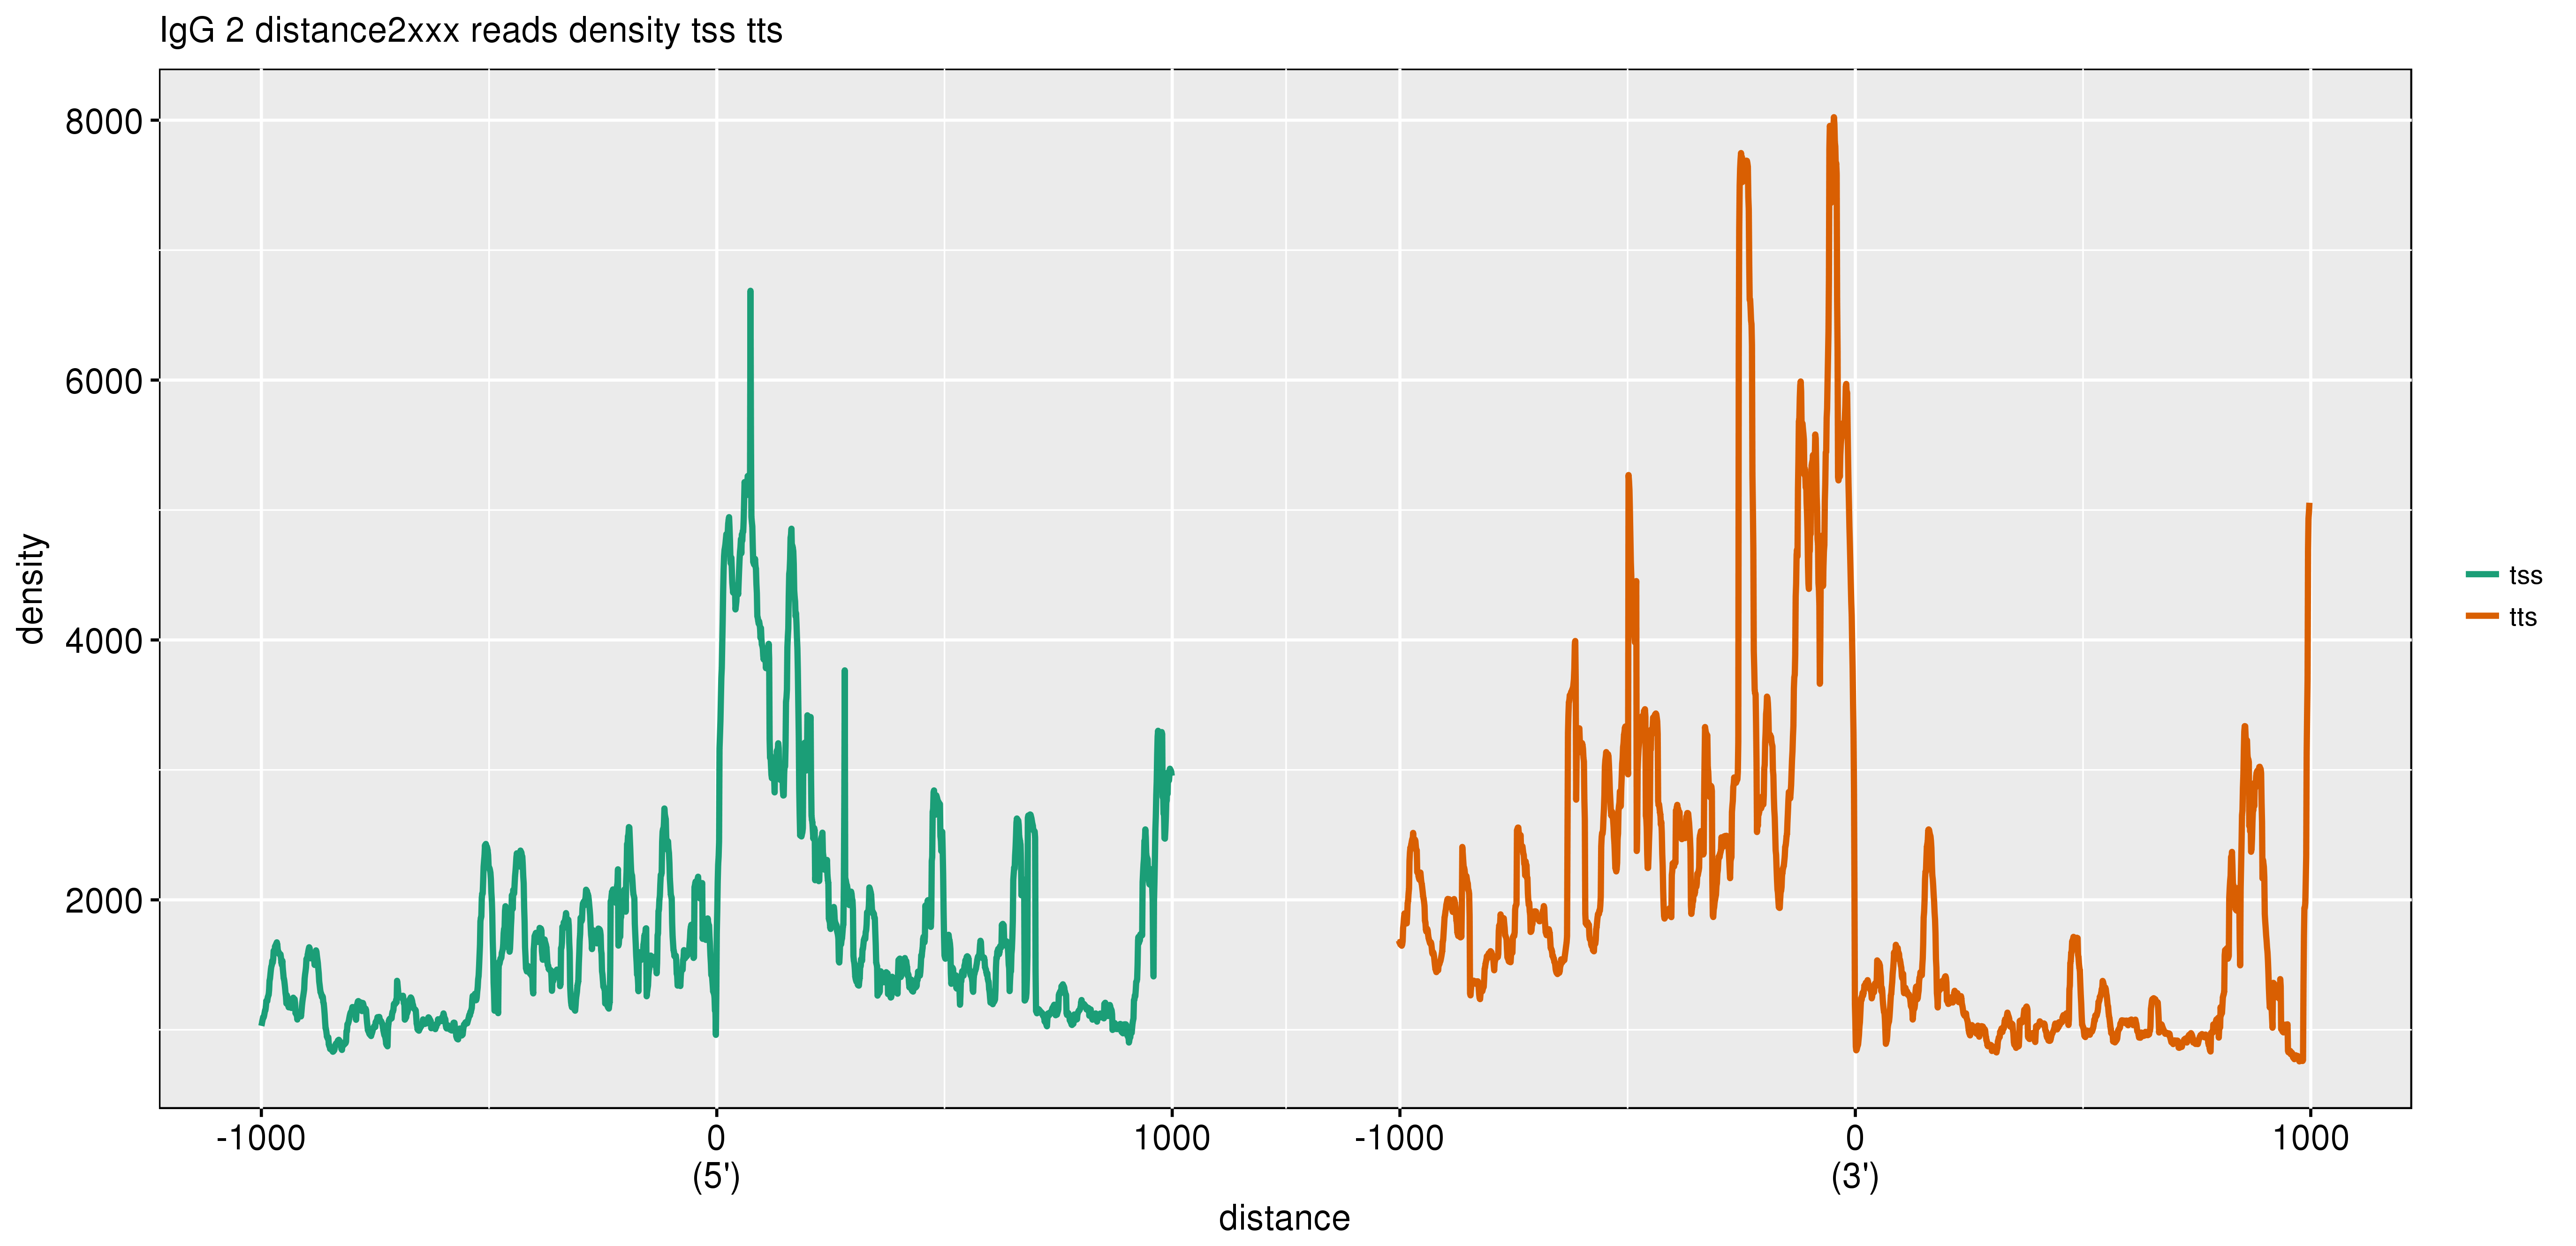 IgG 2 distance2xxx reads density tss tts
8000
6000
4000
2000
density
-1000 0 1000 -1000 0 1000
(5') (3')
distance
tss
tts